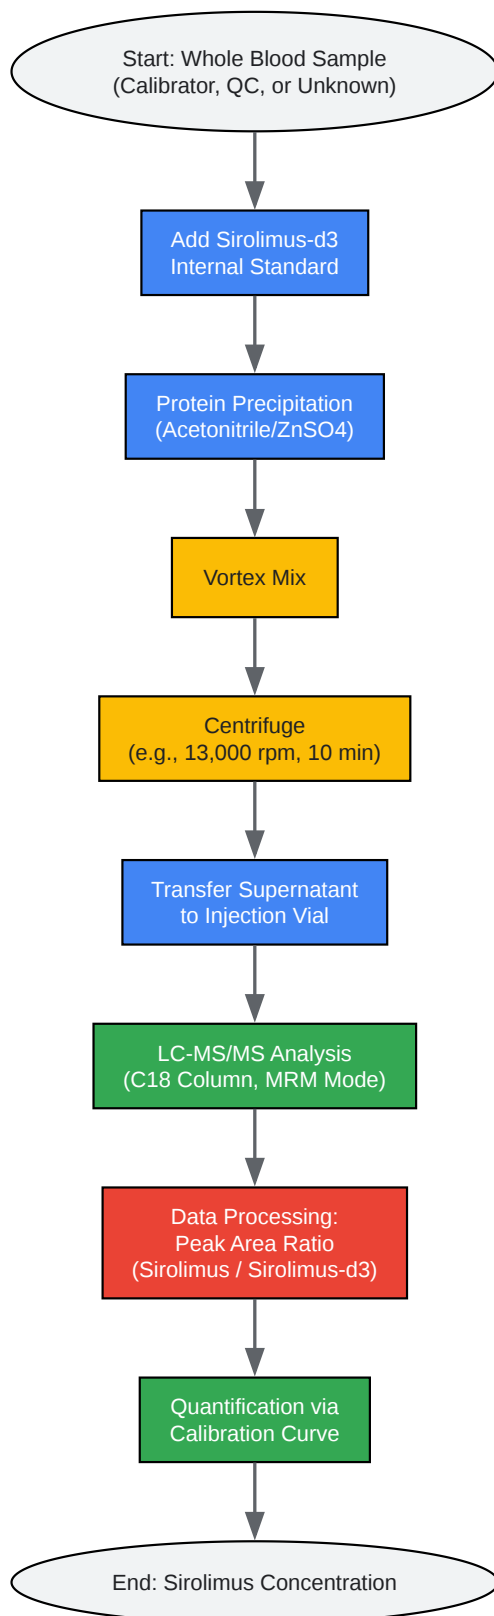 Start: Whole Blood Sample
(Calibrator, QC, or Unknown)
Add Sirolimus-d3
Internal Standard
Protein Precipitation
(Acetonitrile/ZnSO4)
Vortex Mix
Centrifuge
(e.g., 13,000 rpm, 10 min)
Transfer Supernatant
to Injection Vial
LC-MS/MS Analysis
(C18 Column, MRM Mode)
Data Processing:
Peak Area Ratio
(Sirolimus / Sirolimus-d3)
Quantification via
Calibration Curve
End: Sirolimus Concentration